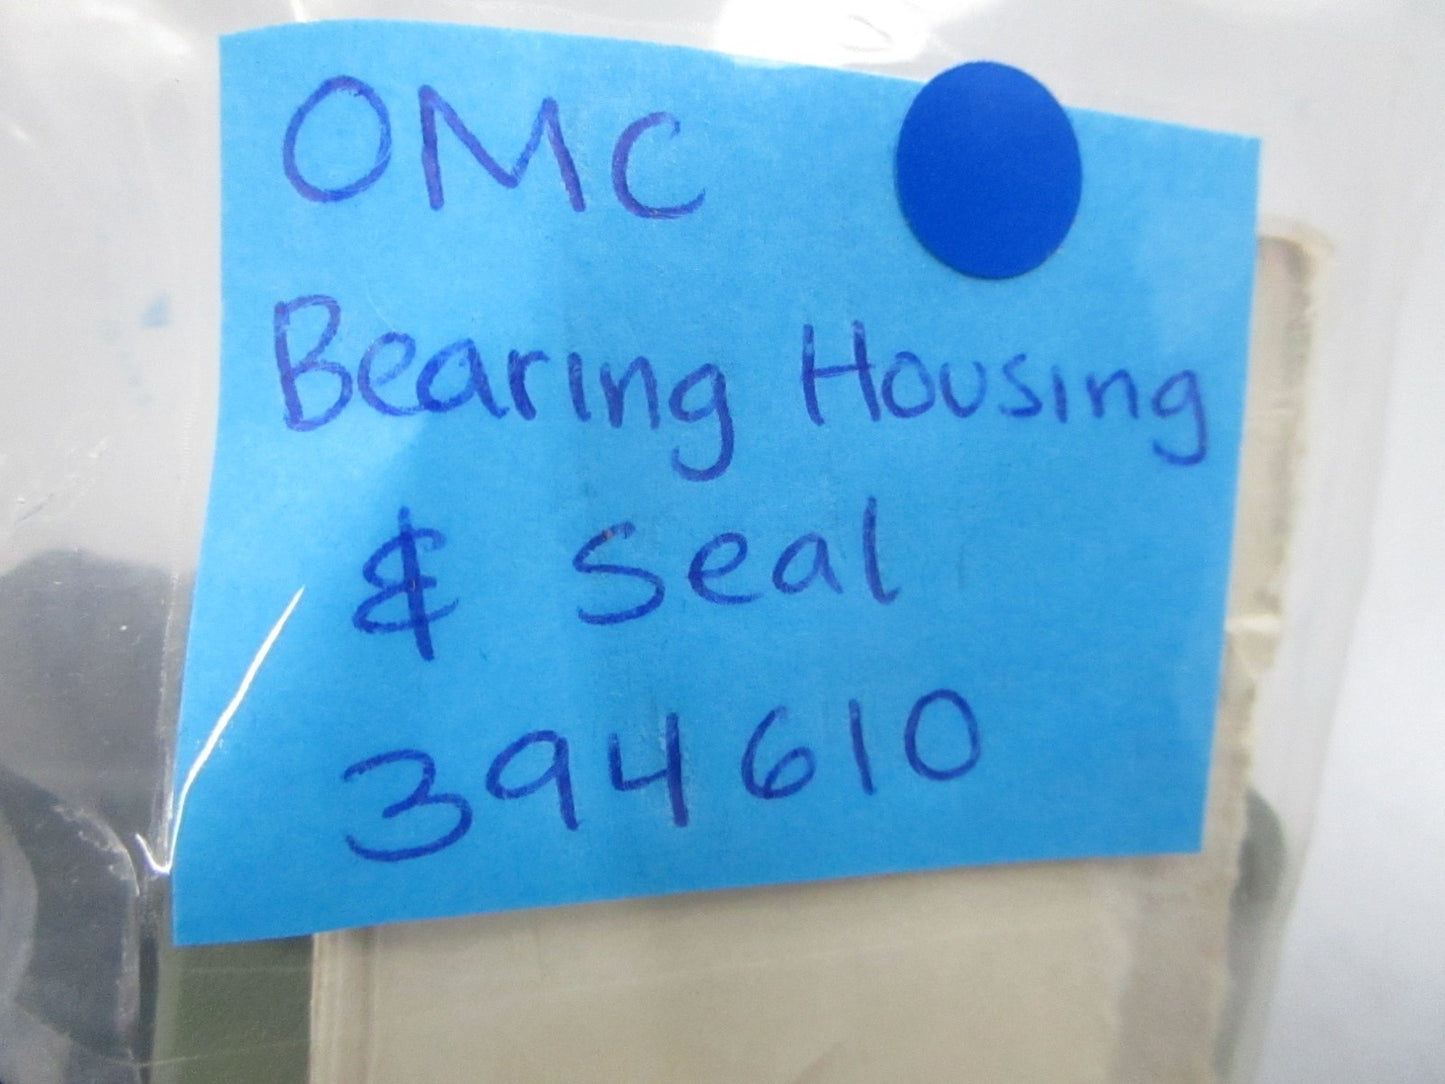 OMC
Bearing Housing
& Seal
394610